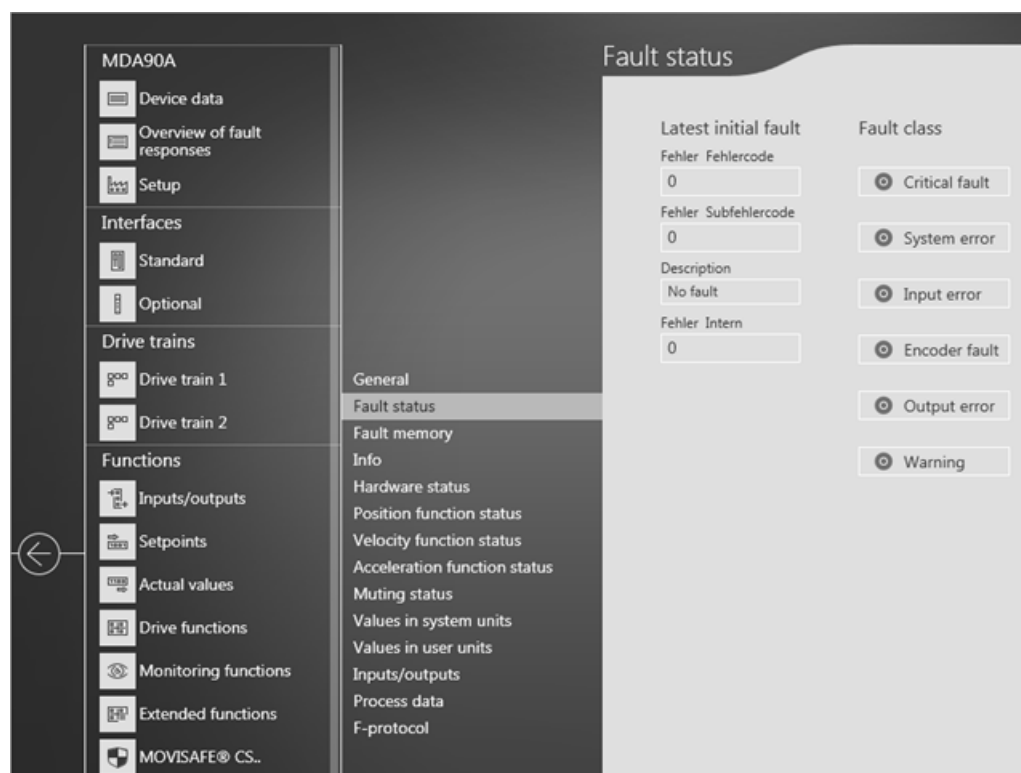 MDA90A
Device data
Overview of fault
responses
Setup
Interfaces
Standard
Optional
Drive trains
Drive train 1
Drive train 2
Functions
Inputs/outputs
Setpoints
Actual values
Drive functions
Monitoring functions
Extended functions
MOVISAFE® CS..
General
Fault status
Fault memory
Info
Hardware status
Position function status
Velocity function status
Acceleration function status
Muting status
Values in system units
Values in user units
Inputs/outputs
Process data
F-protocol
Fault status
Latest initial fault
Fehler Fehlercode
0
Fehler Subfehlercode
0
Description
No fault
Fehler Intern
0
Fault class
Critical fault
System error
Input error
Encoder fault
Output error
Warning